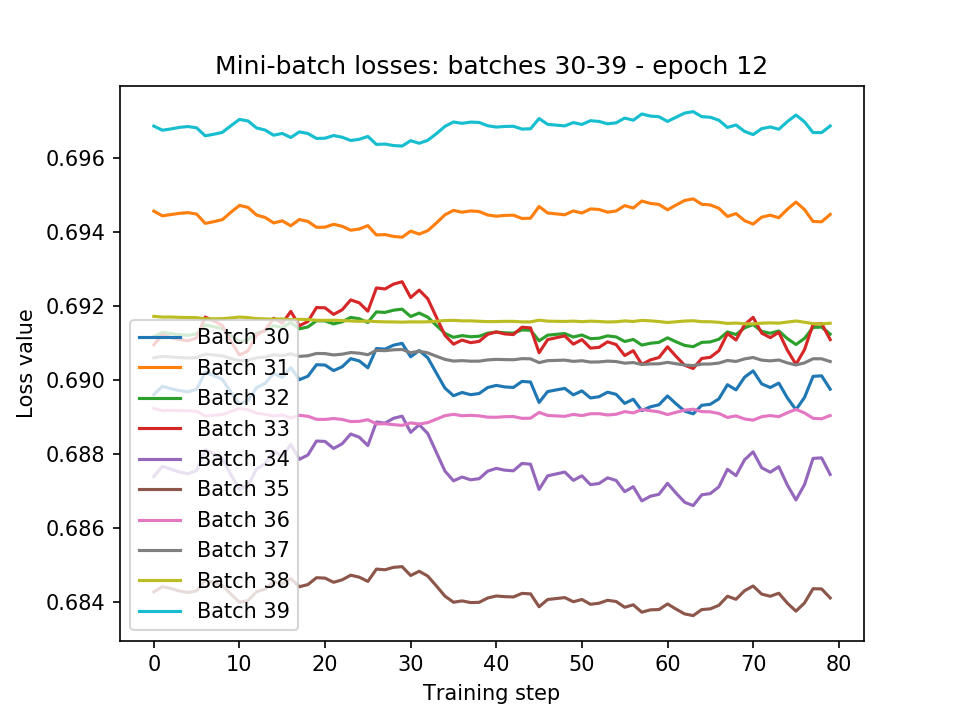 Mini-batch losses: batches 30-39 - epoch 12
Loss value
0.696
0.694
0.692
0.690
0.688
0.686
0.684
Batch 30
Batch 31
Batch 32
Batch 33
Batch 34
Batch 35
Batch 36
Batch 37
Batch 38
Batch 39
0 10 20 30 40 50 60 70 80
Training step